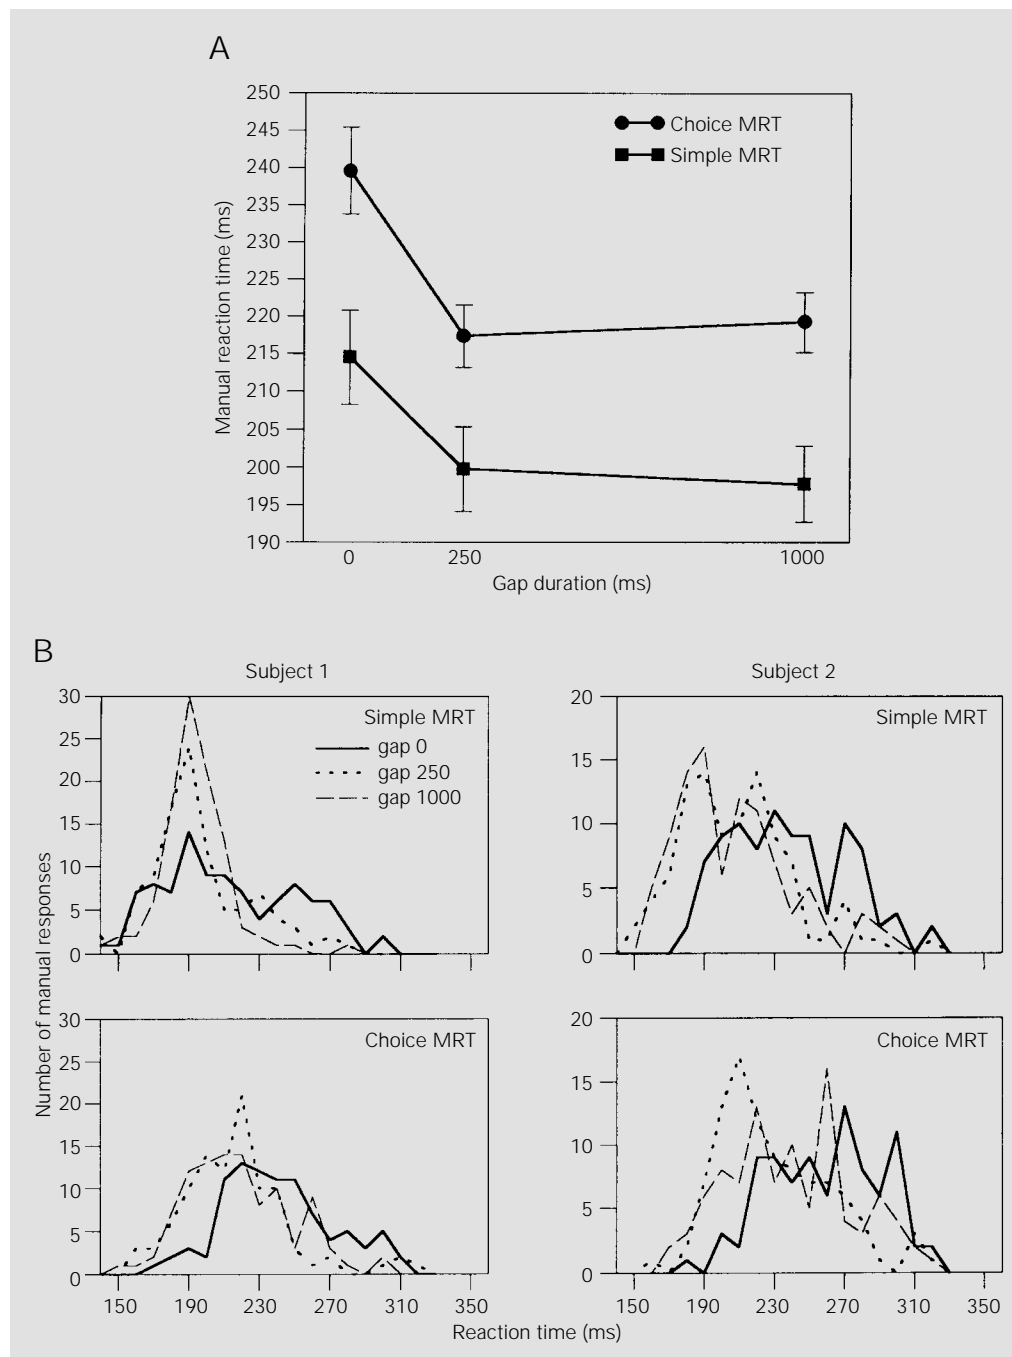 A
250
245
240
235
230
225
220
215
210
205
200
195
190
Manual reaction time (ms)
Choice MRT
Simple MRT
0 250 1000
Gap duration (ms)
B
Number of manual responses
Subject 1
30
25
20
15
10
5
0
Simple MRT
gap 0
gap 250
gap 1000
Subject 2
20
15
10
5
0
Simple MRT
30
25
20
15
10
5
0
Choice MRT
150 190 230 270 310 350
20
15
10
5
0
Choice MRT
150 190 230 270 310 350
Reaction time (ms)